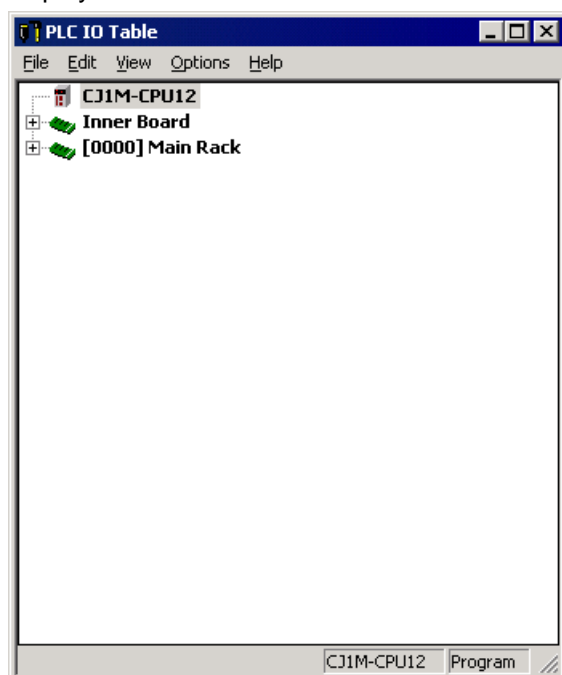 PLC IO Table
File Edit View Options Help
CJ1M-CPU12
Inner Board
[0000] Main Rack
CJ1M-CPU12 Program